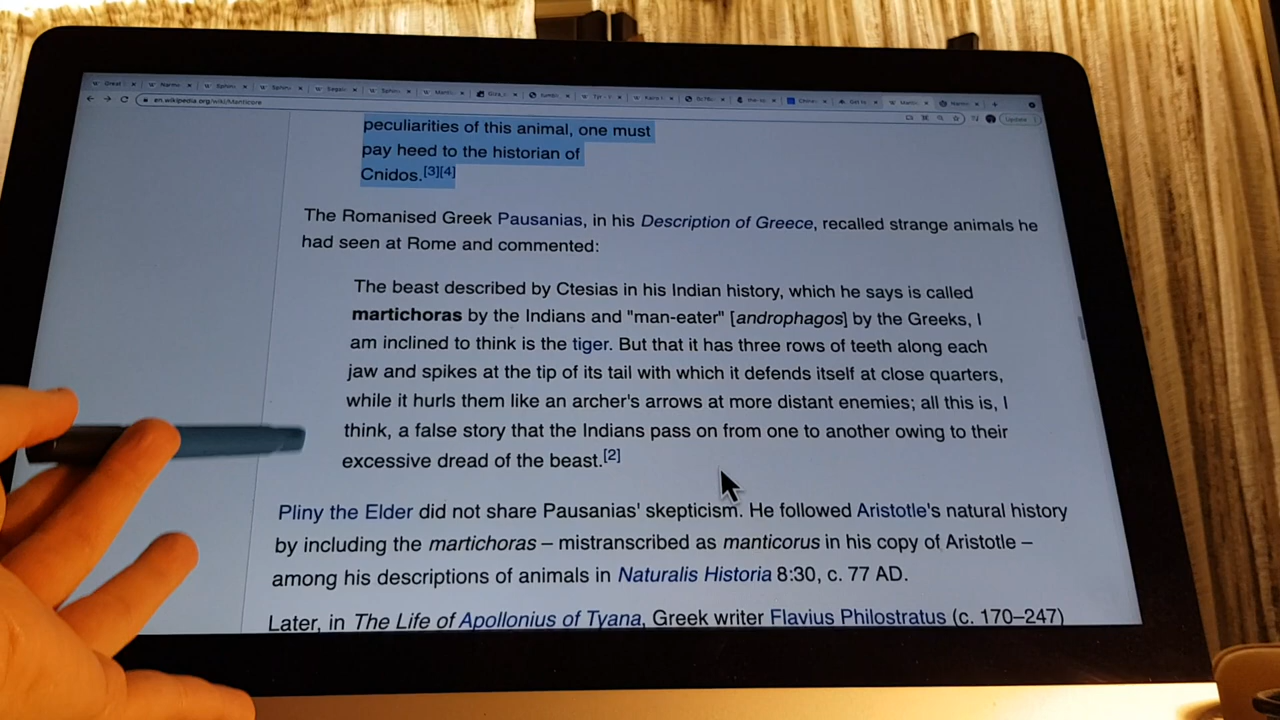 en.wikipedia.org/wiki/Manticore
Update
peculiarities of this animal, one must
pay heed to the historian of
Cnidos.[3][4]
The Romanised Greek Pausanias, in his Description of Greece, recalled strange animals he
had seen at Rome and commented:
The beast described by Ctesias in his Indian history, which he says is called
martichoras by the Indians and "man-eater" [androphagos] by the Greeks, I
am inclined to think is the tiger. But that it has three rows of teeth along each
jaw and spikes at the tip of its tail with which it defends itself at close quarters,
while it hurls them like an archer's arrows at more distant enemies; all this is, I
think, a false story that the Indians pass on from one to another owing to their
excessive dread of the beast.[2]
Pliny the Elder did not share Pausanias' skepticism. He followed Aristotle's natural history
by including the martichoras – mistranscribed as manticorus in his copy of Aristotle –
among his descriptions of animals in Naturalis Historia 8:30, c. 77 AD.
Later, in The Life of Apollonius of Tyana, Greek writer Flavius Philostratus (c. 170–247)